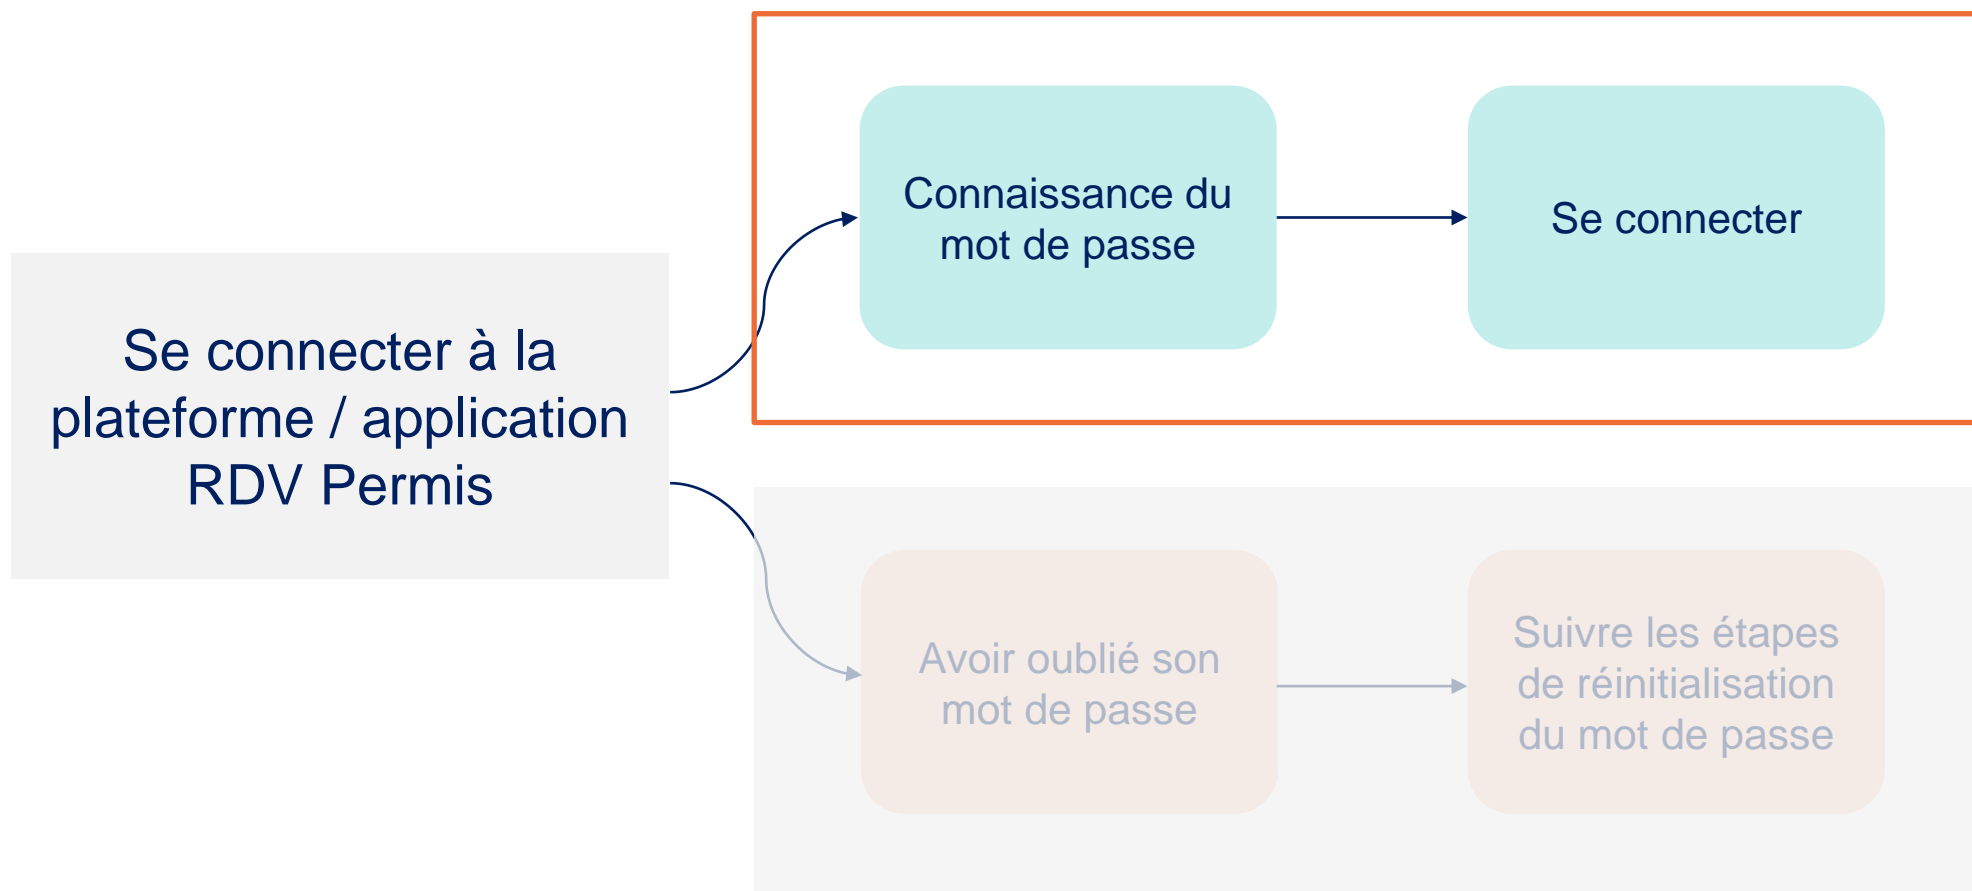 Se connecter à la
plateforme / application
RDV Permis
Connaissance du
mot de passe
Se connecter
Avoir oublié son
mot de passe
Suivre les étapes
de réinitialisation
du mot de passe